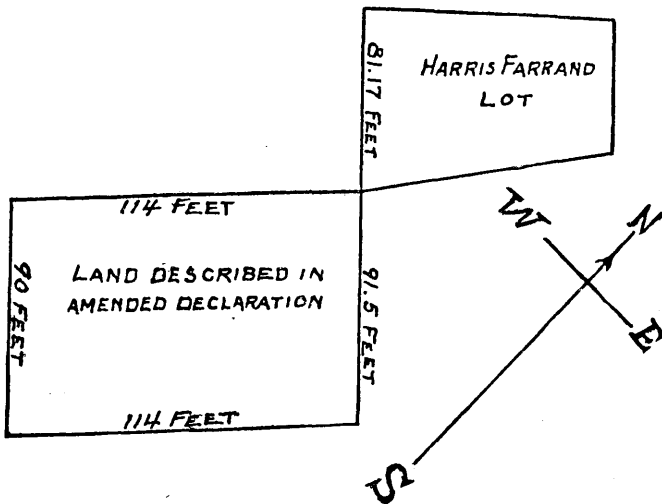 81.17 FEET
HARRIS FARRAND
LOT
114 FEET
W
N
90 FEET
LAND DESCRIBED IN
AMENDED DECLARATION
91.5 FEET
E
114 FEET
S